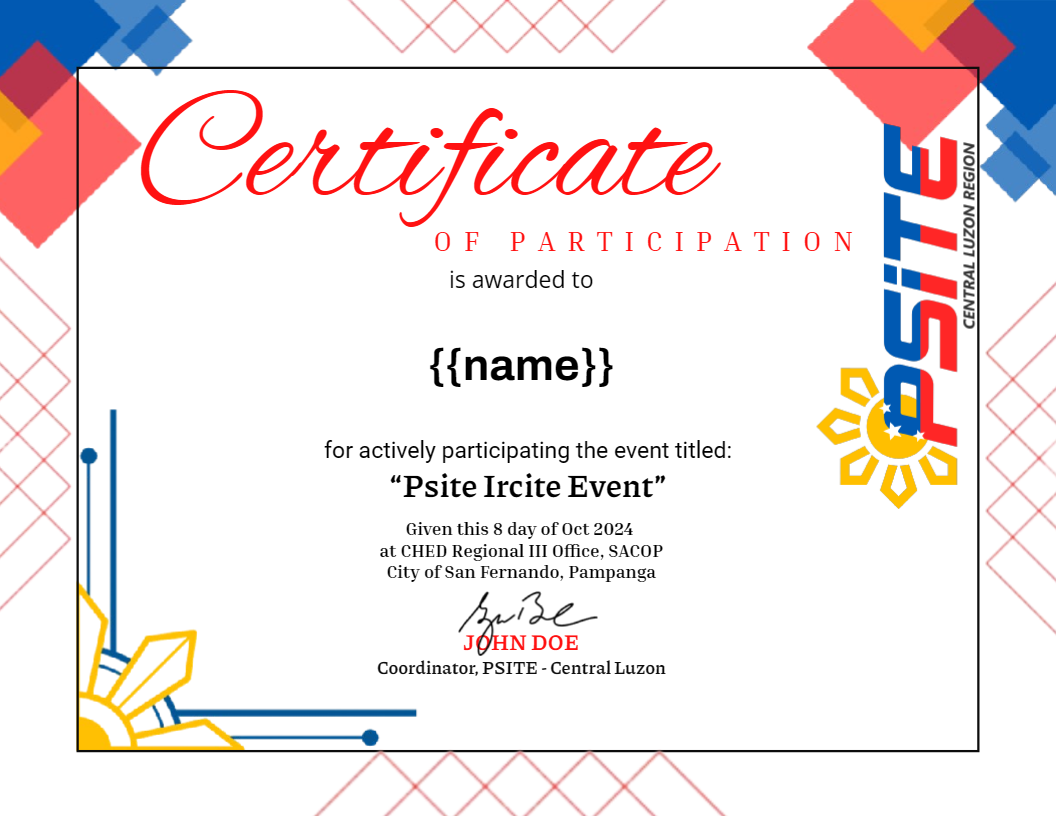 Certificate
OF PARTICIPATION
is awarded to
{{name}}
for actively participating the event titled:
“Psite Ircite Event”
Given this 8 day of Oct 2024
at CHED Regional III Office, SACOP
City of San Fernando, Pampanga
JOHN DOE
Coordinator, PSITE - Central Luzon
PSiTE
CENTRAL LUZON REGION